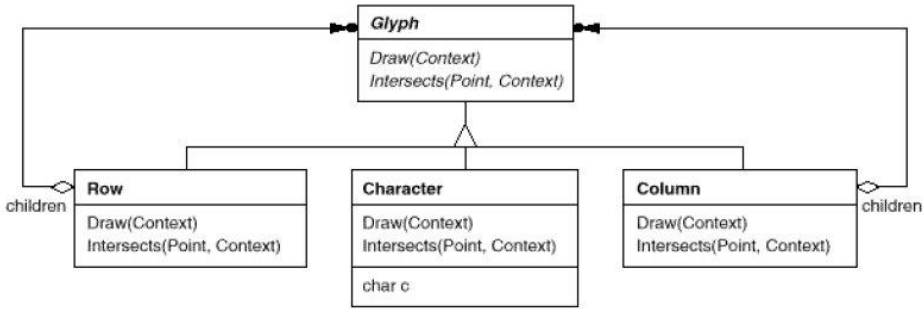 Glyph
Draw(Context)
Intersects(Point, Context)
children
Row
Draw(Context)
Intersects(Point, Context)
Character
Draw(Context)
Intersects(Point, Context)
char c
Column
Draw(Context)
Intersects(Point, Context)
children